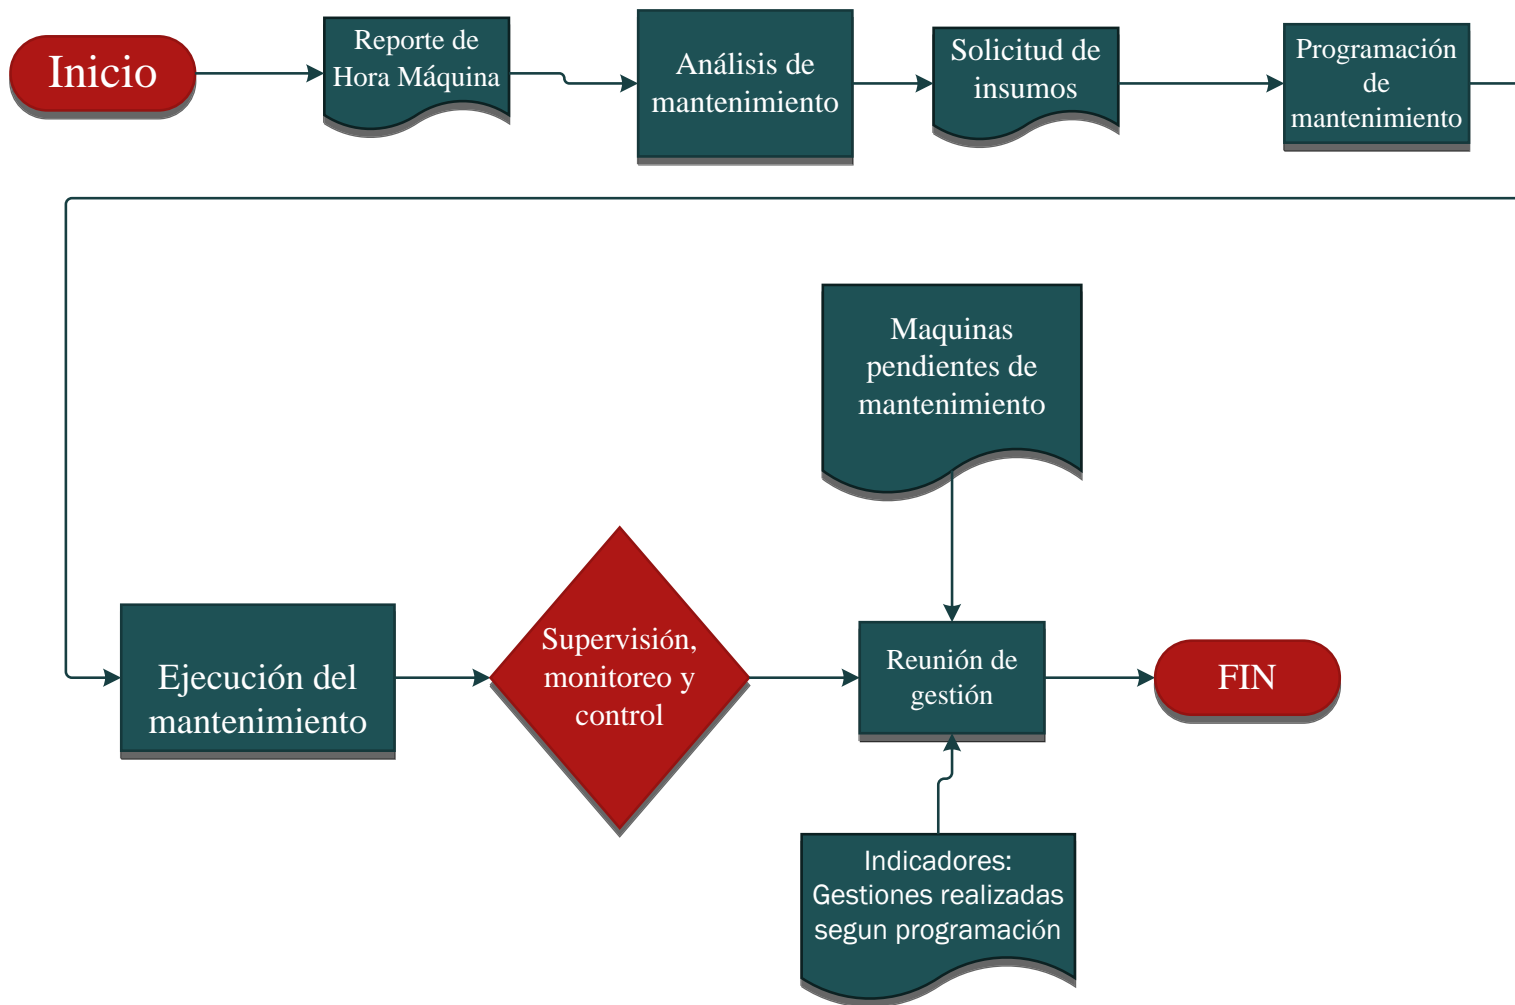 Inicio
Reporte de
Hora Máquina
Análisis de
mantenimiento
Solicitud de
insumos
Programación
de
mantenimiento
Maquinas
pendientes de
mantenimiento
Ejecución del
mantenimiento
Supervisión,
monitoreo y
control
Reunión de
gestión
FIN
Indicadores:
Gestiones realizadas
segun programación